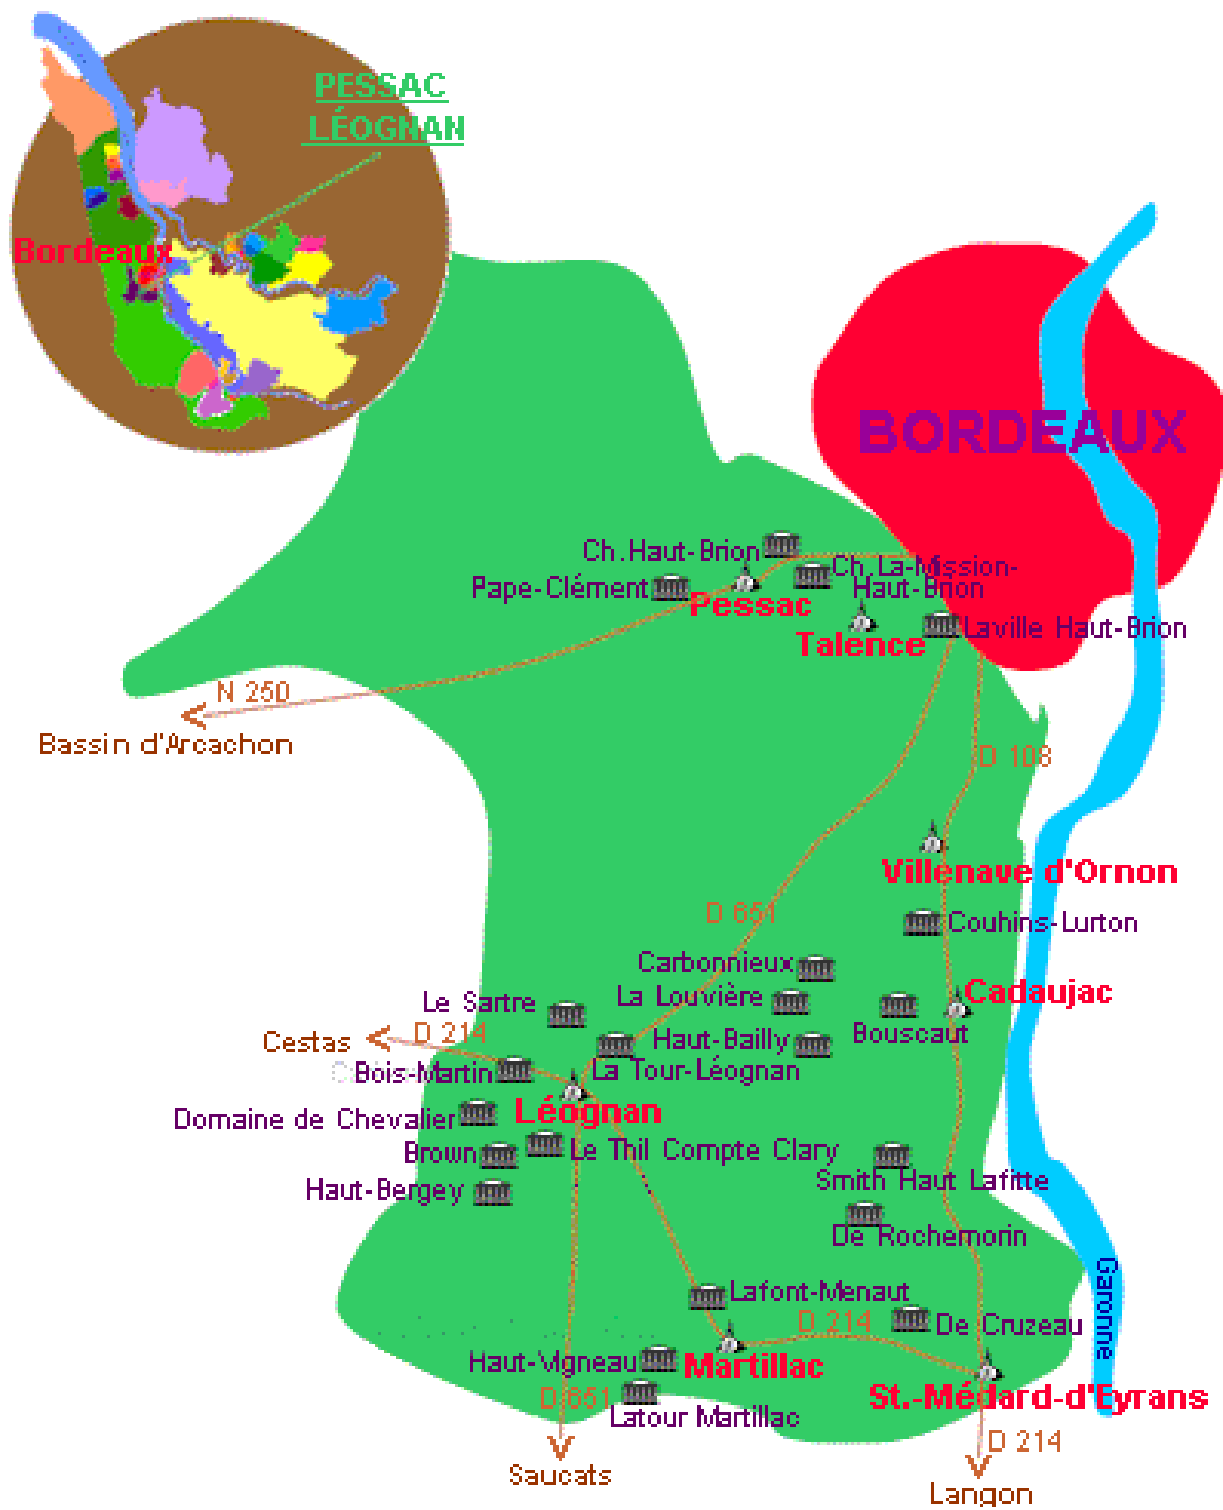 PESSAC
LÉOGNAN
Bordeaux
BORDEAUX
Ch.Haut-Brion
Ch.La-Mission-
Haut-Brion
Pape-Clément
Pessac
Talence
Laville Haut-Brion
N 250
Bassin d'Arcachon
D 108
Villenave d'Ornon
D 651
Couhins-Lurton
Carbonnieux
La Louvière
Cadaujac
Le Sartre
Bouscaut
D 214
Cestas
Haut-Bailly
Bois-Martin
La Tour-Léognan
Léognan
Domaine de Chevalier
Brown
Le Thil Compte Clary
Haut-Bergey
Smith Haut Lafitte
De Rochemorin
Garonne
Lafont-Menaut
D 214
De Cruzeau
Haut-Vigneau
Martillac
D 651
St.-Médard-d'Eyrans
Latour Martillac
D 214
Saucats
Langon